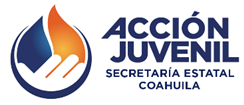 ACCIÓN
JUVENIL
SECRETARÍA ESTATAL
COAHUILA